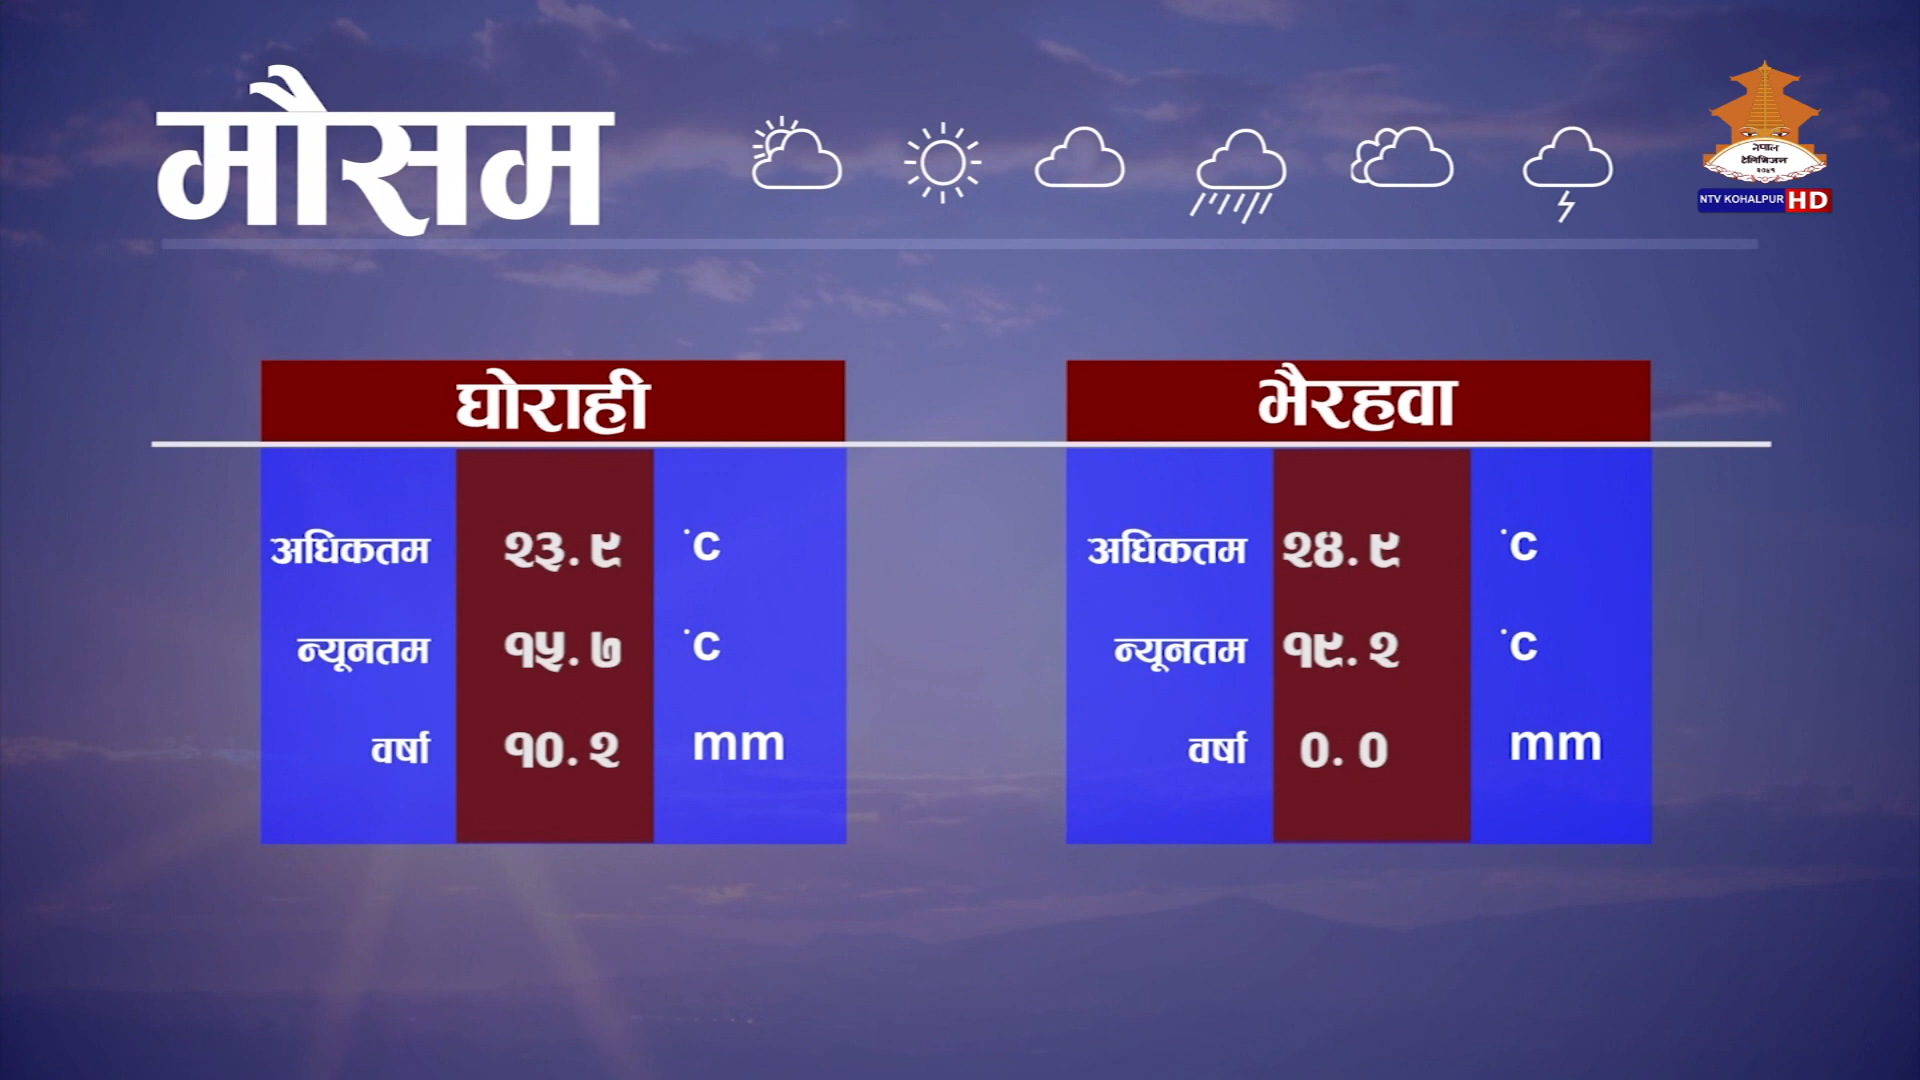 मौसम
नेपाल
टेलिभिजन
२०४१
NTV KOHALPUR HD
घोराही
अधिकतम २३.९ °C
न्यूनतम १५.७ °C
वर्षा १०.२ mm
भैरहवा
अधिकतम २४.९ °C
न्यूनतम १९.२ °C
वर्षा ०.० mm